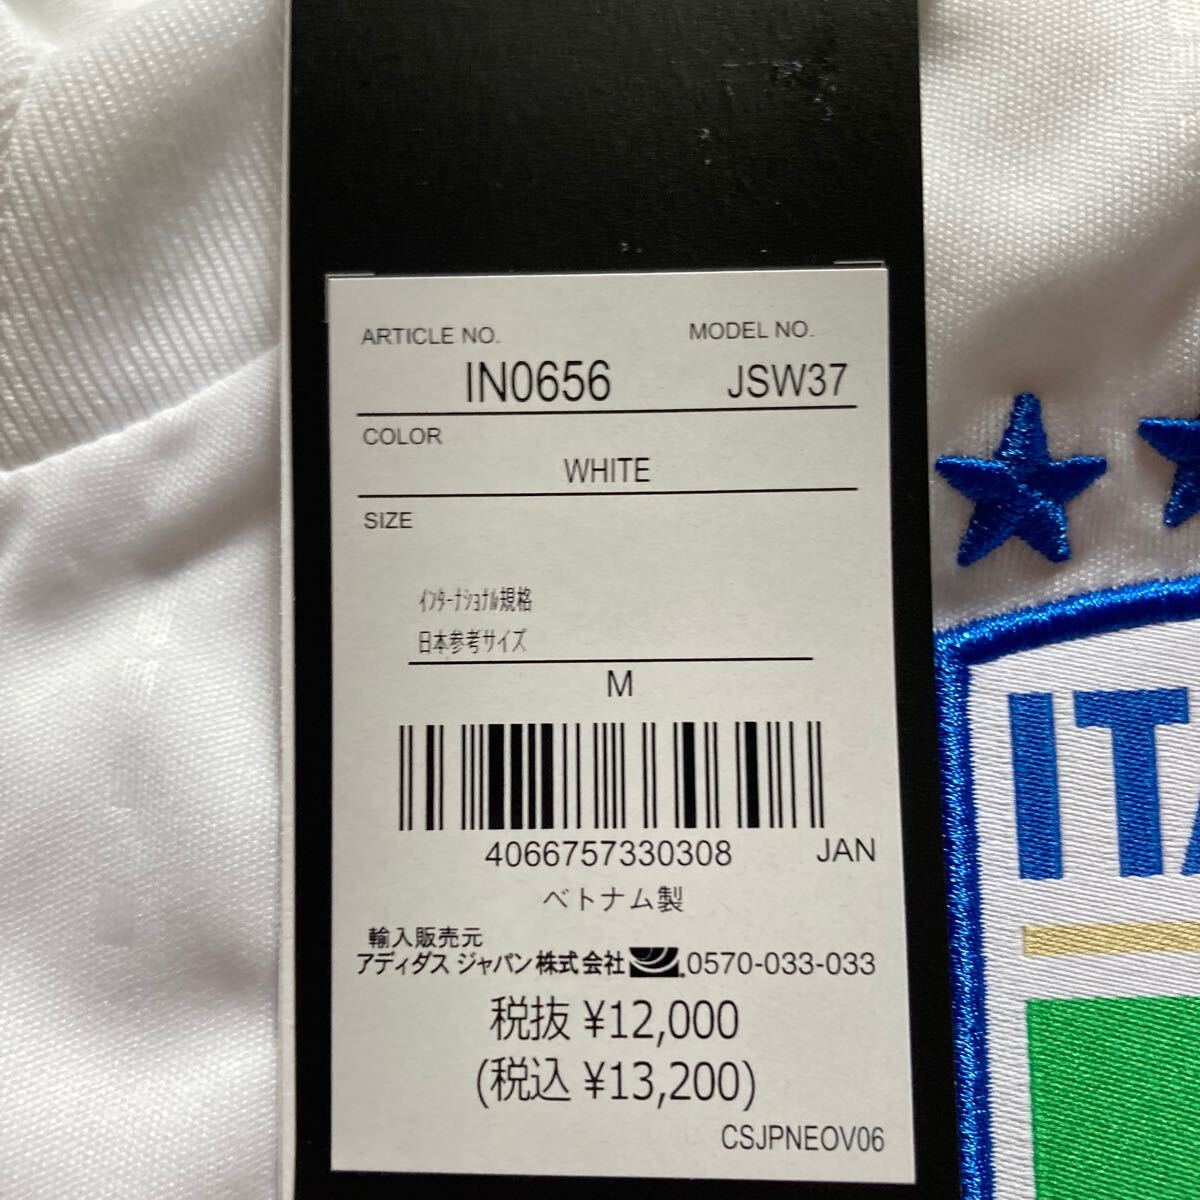 ARTICLE NO. MODEL NO.
IN0656 JSW37
COLOR
WHITE
SIZE
インターナショナル規格
日本参考サイズ
M
4066757330308 JAN
ベトナム製
輸入販売元
アディダス ジャパン株式会社 0570-033-033
税抜 ¥12,000
(税込 ¥13,200)
CSJPNEOV06
ITA